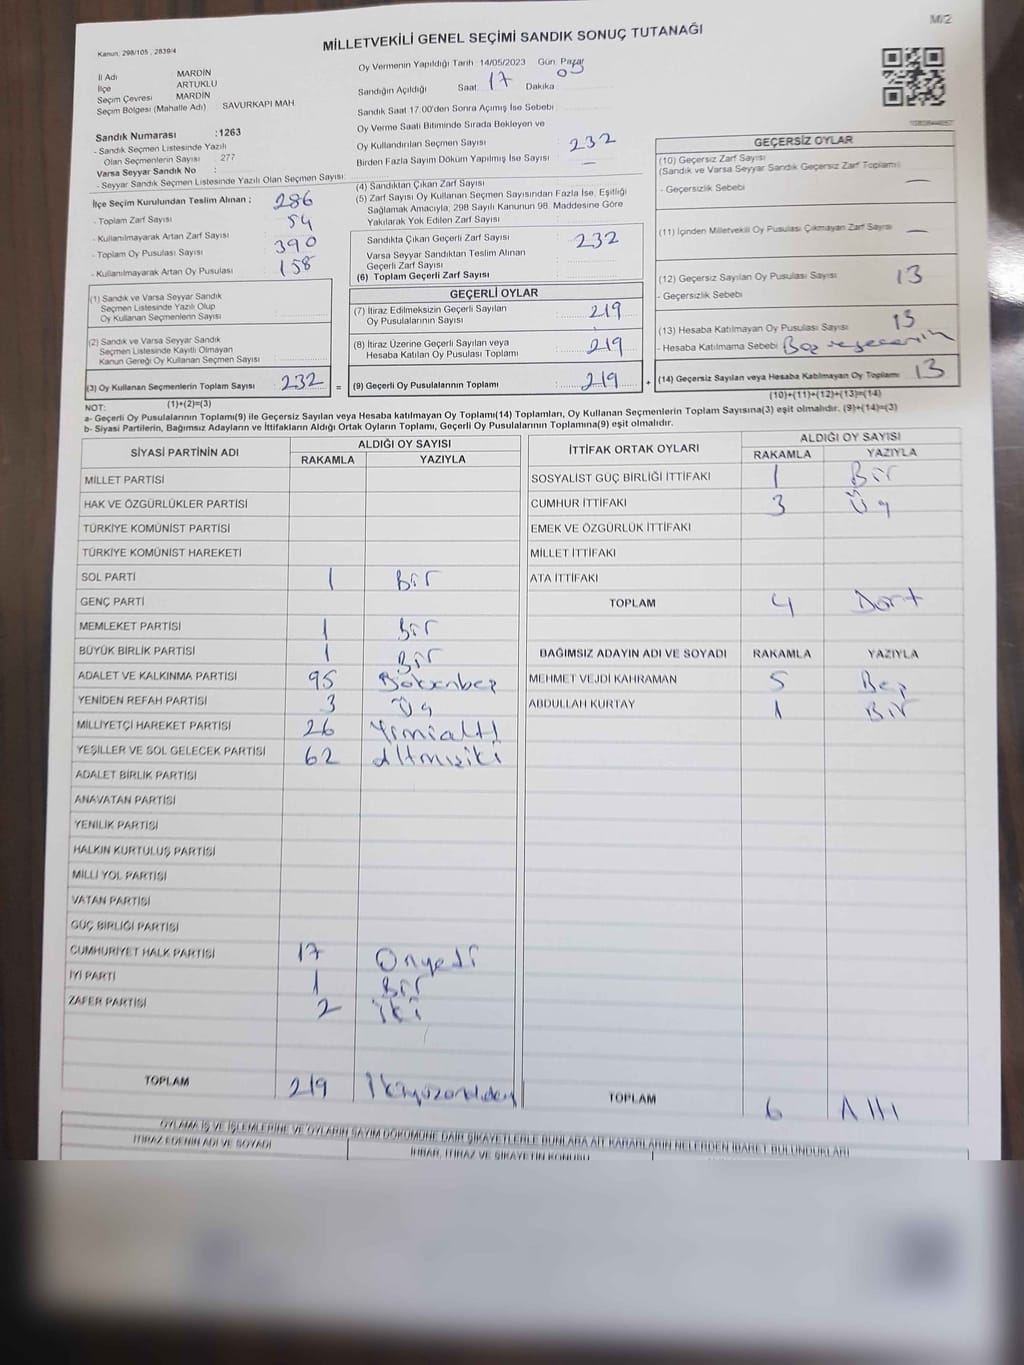 M/2
Kanun: 298/105 , 2839/4
MİLLETVEKİLİ GENEL SEÇİMİ SANDIK SONUÇ TUTANAĞI
İl Adı MARDİN
İlçe ARTUKLU
Seçim Çevresi MARDİN
Seçim Bölgesi (Mahalle Adı) SAVURKAPI MAH
Sandık Numarası :1263
- Sandık Seçmen Listesinde Yazılı
Olan Seçmenlerin Sayısı : 277
Varsa Seyyar Sandık No :
- Seyyar Sandık Seçmen Listesinde Yazılı Olan Seçmen Sayısı:
Oy Vermenin Yapıldığı Tarih :14/05/2023 Gün: Pazar
Sandığın Açıldığı Saat: 17 Dakika 05
Sandık Saat 17:00'den Sonra Açımış İse Sebebi :
Oy Verme Saati Bitiminde Sırada Bekleyen ve
Oy Kullandırılan Seçmen Sayısı : 232
Birden Fazla Sayım Döküm Yapılmış İse Sayısı : —
İlçe Seçim Kurulundan Teslim Alınan ; 286
- Toplam Zarf Sayısı 54
- Kullanılmayarak Artan Zarf Sayısı 390
- Toplam Oy Pusulası Sayısı 158
- Kullanılmayarak Artan Oy Pusulası
(1) Sandık ve Varsa Seyyar Sandık
Seçmen Listesinde Yazılı Olup
Oy Kullanan Seçmenlerin Sayısı :
(2) Sandık ve Varsa Seyyar Sandık
Seçmen Listesinde Kayıtlı Olmayan
Kanun Gereği Oy Kullanan Seçmen Sayısı :
(3) Oy Kullanan Seçmenlerin Toplam Sayısı : 232 =
(1)+(2)=(3)
(4) Sandıktan Çıkan Zarf Sayısı
(5) Zarf Sayısı Oy Kullanan Seçmen Sayısından Fazla İse, Eşitliği
Sağlamak Amacıyla, 298 Sayılı Kanunun 98. Maddesine Göre
Yakılarak Yok Edilen Zarf Sayısı :
Sandıkta Çıkan Geçerli Zarf Sayısı : 232
Varsa Seyyar Sandıktan Teslim Alınan
Geçerli Zarf Sayısı
(6) Toplam Geçerli Zarf Sayısı :
GEÇERLİ OYLAR
(7) İtiraz Edilmeksizin Geçerli Sayılan
Oy Pusulalarının Sayısı : 219
(8) İtiraz Üzerine Geçerli Sayılan veya
Hesaba Katılan Oy Pusulası Toplamı : 219
(9) Geçerli Oy Pusulalarının Toplamı : 219 +
GEÇERSİZ OYLAR
(10) Geçersiz Zarf Sayısı
(Sandık ve Varsa Seyyar Sandık Geçersiz Zarf Toplamı)
- Geçersizlik Sebebi —
(11) İçinden Milletvekili Oy Pusulası Çıkmayan Zarf Sayısı —
(12) Geçersiz Sayılan Oy Pusulası Sayısı 13
- Geçersizlik Sebebi
(13) Hesaba Katılmayan Oy Pusulası Sayısı 13
- Hesaba Katılmama Sebebi
(14) Geçersiz Sayılan veya Hesaba Katılmayan Oy Toplamı 13
(10)+(11)+(12)+(13)=(14)
NOT:
a- Geçerli Oy Pusulalarının Toplamı(9) ile Geçersiz Sayılan veya Hesaba katılmayan Oy Toplamı(14) Toplamları, Oy Kullanan Seçmenlerin Toplam Sayısına(3) eşit olmalıdır. (9)+(14)=(3)
b- Siyasi Partilerin, Bağımsız Adayların ve İttifakların Aldığı Ortak Oyların Toplamı, Geçerli Oy Pusulalarının Toplamına(9) eşit olmalıdır.
SİYASİ PARTİNİN ADI ALDIĞI OY SAYISI
RAKAMLA YAZIYLA
MİLLET PARTİSİ
HAK VE ÖZGÜRLÜKLER PARTİSİ
TÜRKİYE KOMÜNİST PARTİSİ
TÜRKİYE KOMÜNİST HAREKETİ
SOL PARTİ 1 Bir
GENÇ PARTİ
MEMLEKET PARTİSİ 1 Bir
BÜYÜK BİRLİK PARTİSİ 1 Bir
ADALET VE KALKINMA PARTİSİ 95
YENİDEN REFAH PARTİSİ 3 Üç
MİLLİYETÇİ HAREKET PARTİSİ 26 Yirmialtı
YEŞİLLER VE SOL GELECEK PARTİSİ 62 Altmışiki
ADALET BİRLİK PARTİSİ
ANAVATAN PARTİSİ
YENİLİK PARTİSİ
HALKIN KURTULUŞ PARTİSİ
MİLLİ YOL PARTİSİ
VATAN PARTİSİ
GÜÇ BİRLİĞİ PARTİSİ
CUMHURİYET HALK PARTİSİ 17 Onyedi
İYİ PARTİ 1 Bir
ZAFER PARTİSİ 2 İki
TOPLAM 219
İTTİFAK ORTAK OYLARI ALDIĞI OY SAYISI
RAKAMLA YAZIYLA
SOSYALİST GÜÇ BİRLİĞİ İTTİFAKI 1 Bir
CUMHUR İTTİFAKI 3 Üç
EMEK VE ÖZGÜRLÜK İTTİFAKI
MİLLET İTTİFAKI
ATA İTTİFAKI
TOPLAM 4 Dört
BAĞIMSIZ ADAYIN ADI VE SOYADI RAKAMLA YAZIYLA
MEHMET VEJDİ KAHRAMAN 5 Beş
ABDULLAH KURTAY 1 Bir
TOPLAM 6 Altı
OYLAMA İŞ VE İŞLEMLERİNE VE OYLARIN SAYIM DÖKÜMÜNE DAİR ŞİKAYETLERLE BUNLARA AİT KARARLARIN NELERDEN İBARET BULUNDUKLARI
İTİRAZ EDENİN ADI VE SOYADI İHBAR, İTİRAZ VE ŞİKAYETİN KONUSU